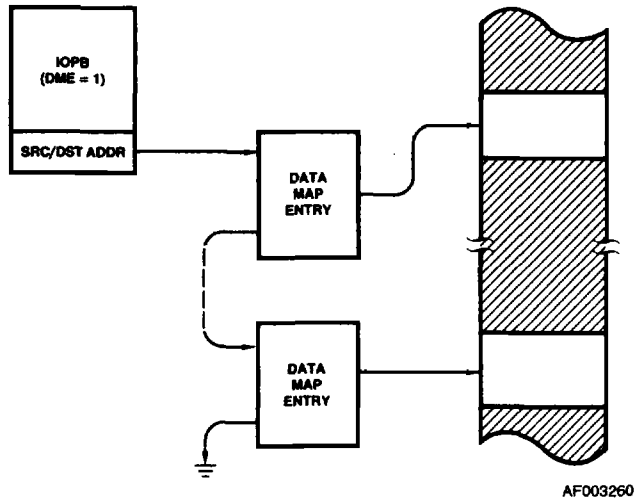 IOPB
(DME = 1)
SRC/DST ADDR
DATA
MAP
ENTRY
DATA
MAP
ENTRY
AF003260